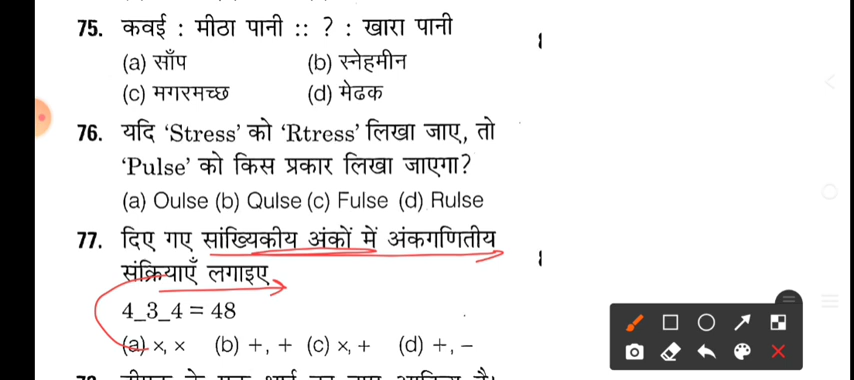 75. कवई : मीठा पानी :: ? : खारा पानी
(a) साँप (b) स्नेहमीन
(c) मगरमच्छ (d) मेढक
76. यदि ‘Stress’ को ‘Rtress’ लिखा जाए, तो
‘Pulse’ को किस प्रकार लिखा जाएगा?
(a) Oulse (b) Qulse (c) Fulse (d) Rulse
77. दिए गए सांख्यिकीय अंकों में अंकगणितीय
संक्रियाएँ लगाइए
4_3_4 = 48
(a) ×, × (b) +, + (c) ×, + (d) +, −